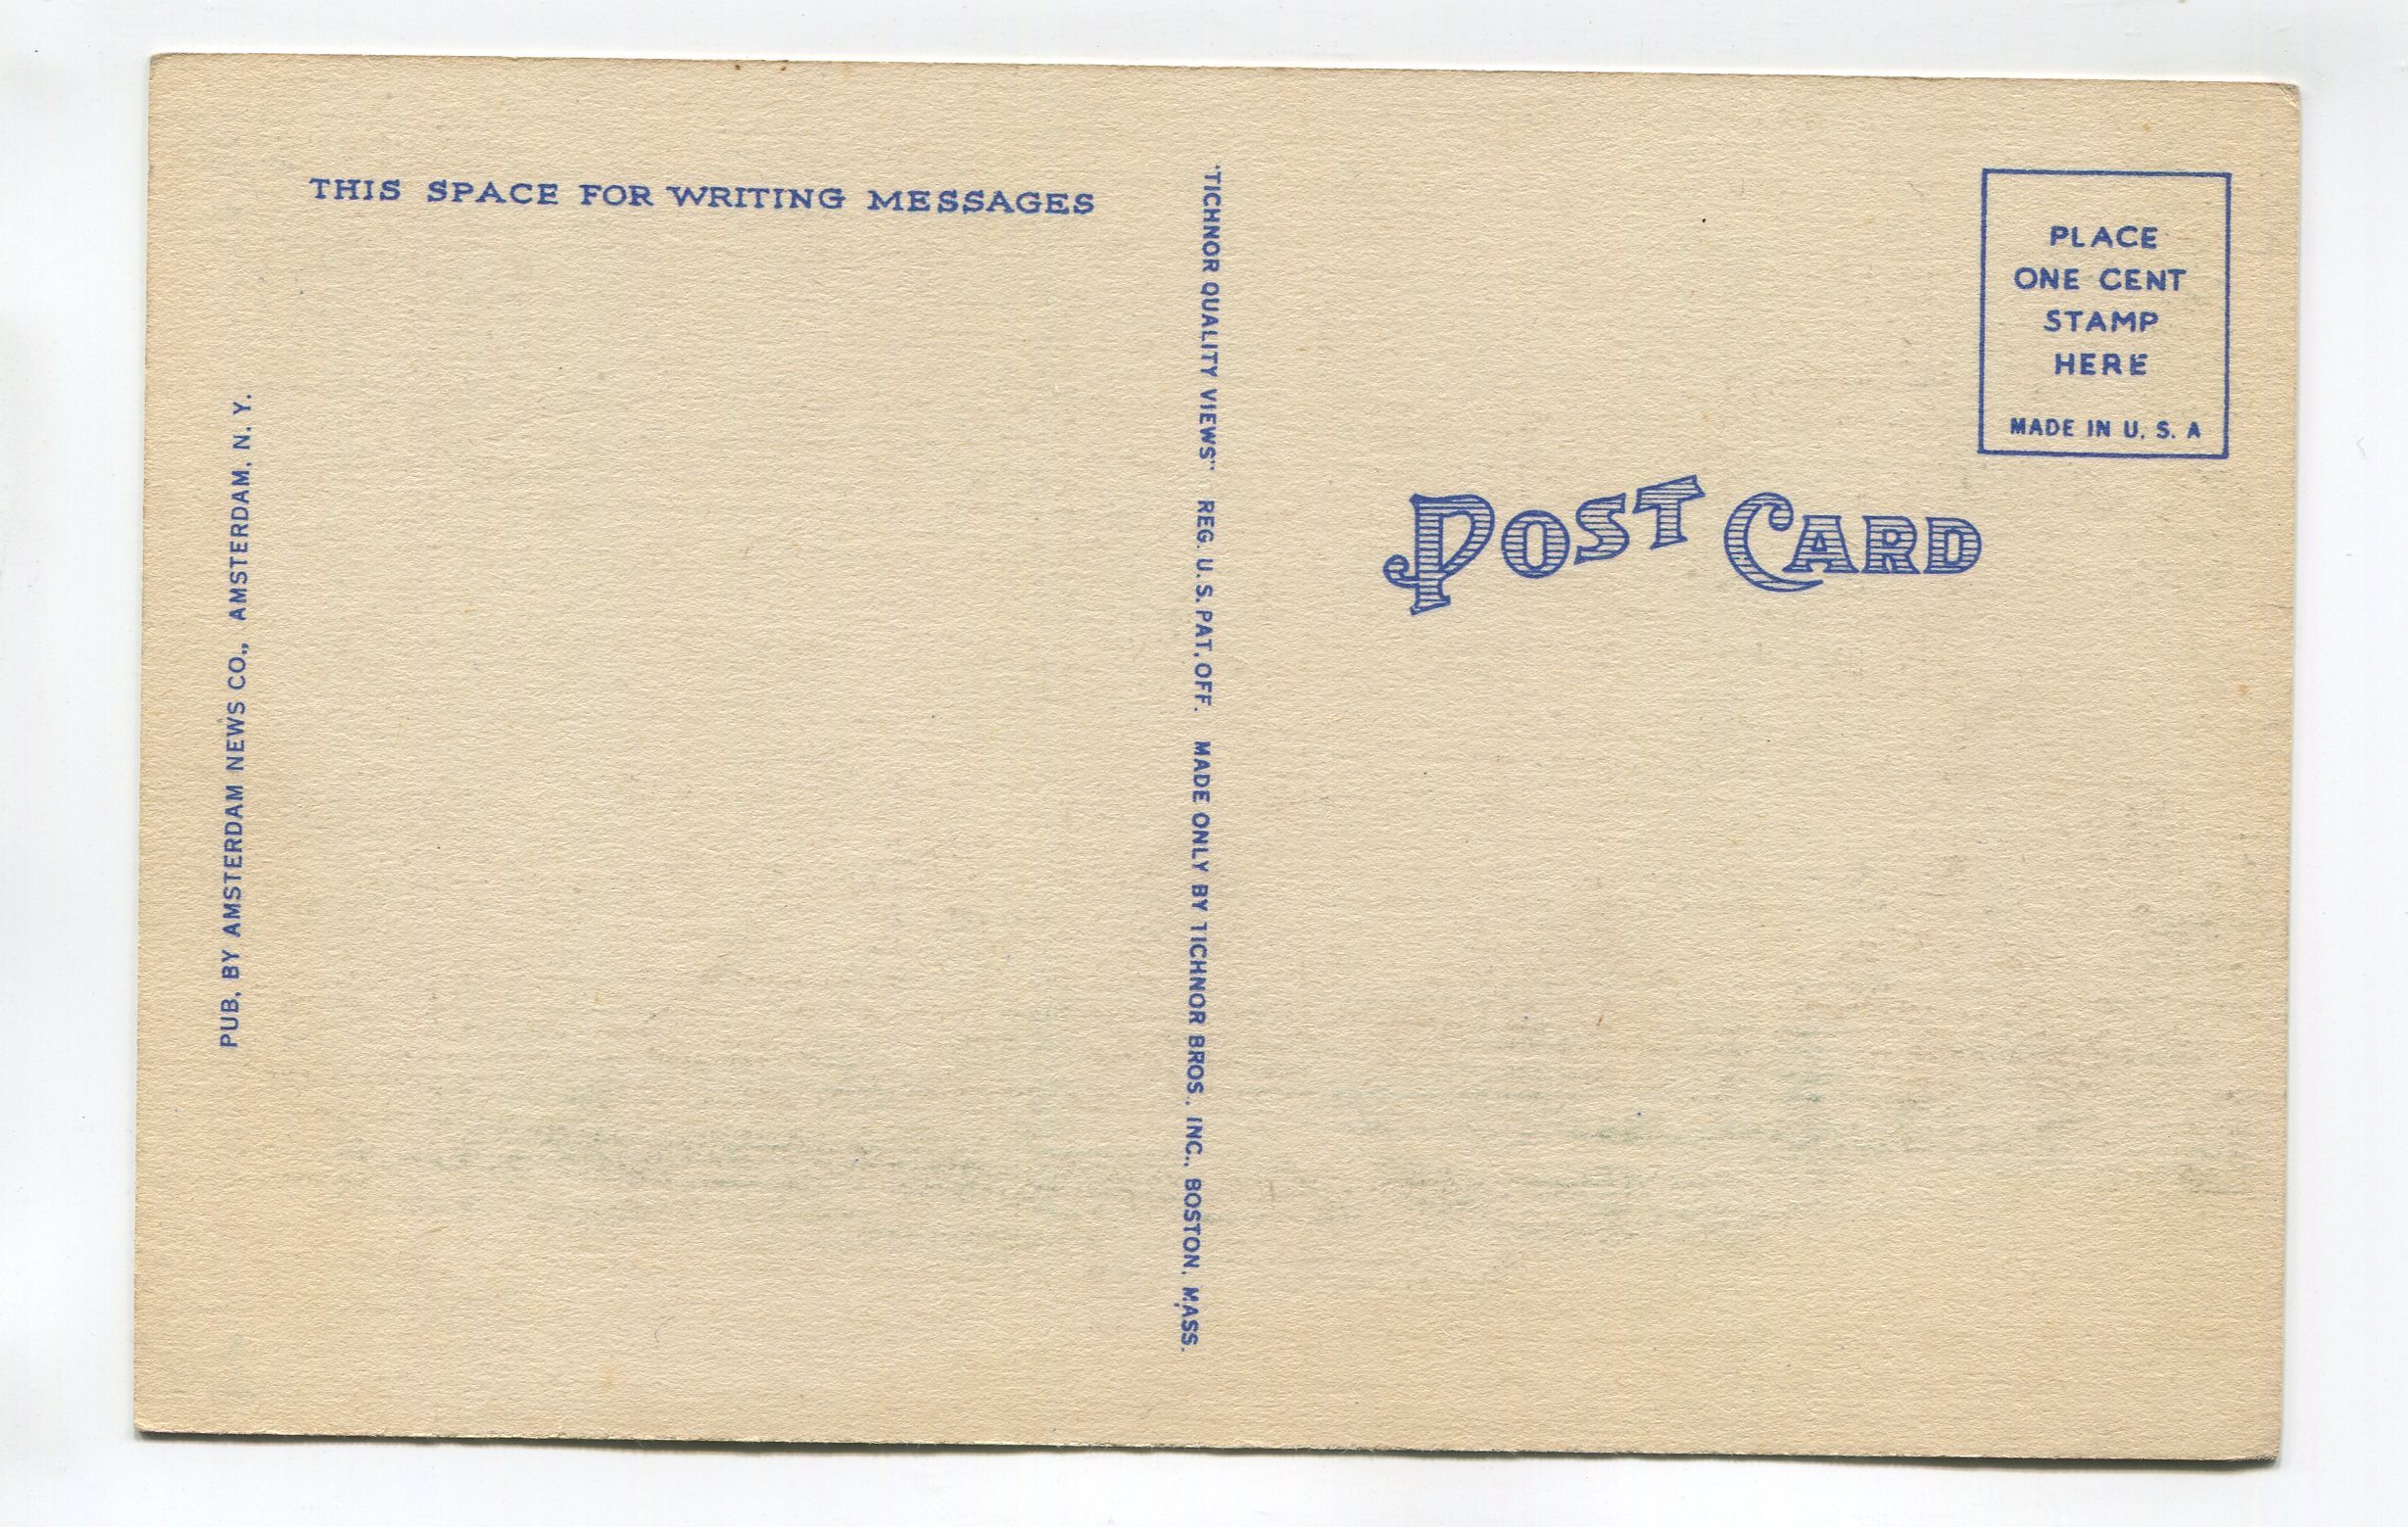 THIS SPACE FOR WRITING MESSAGES
PUB. BY AMSTERDAM NEWS CO., AMSTERDAM, N. Y.
"TICHNOR QUALITY VIEWS" REG. U. S. PAT. OFF. MADE ONLY BY TICHNOR BROS., INC., BOSTON, MASS.
PLACE
ONE CENT
STAMP
HERE
MADE IN U. S. A
POST CARD